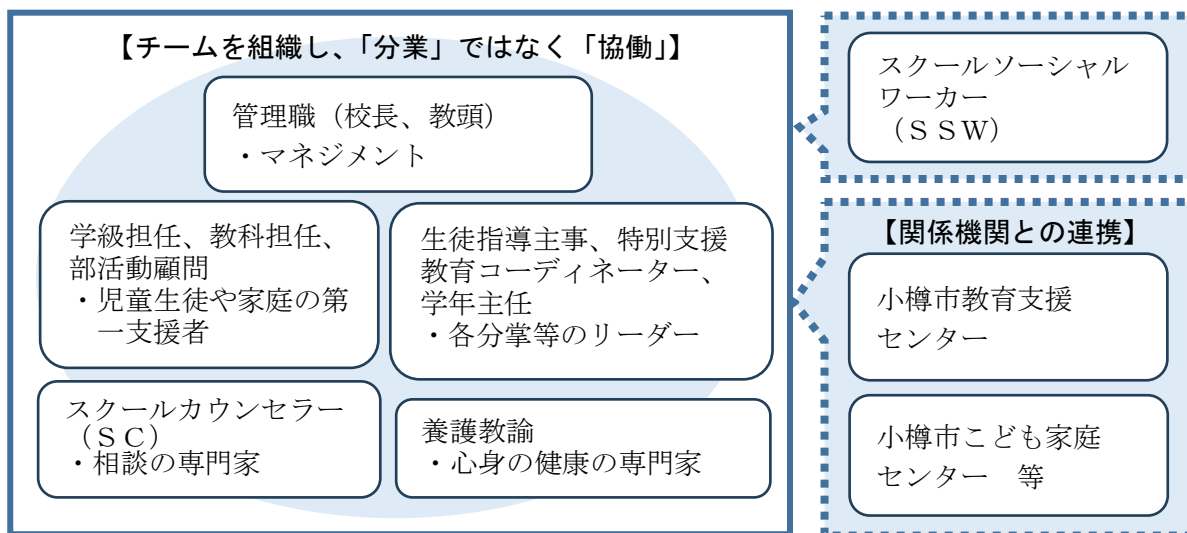 【チームを組織し、「分業」ではなく「協働」】
管理職（校長、教頭）
・マネジメント
学級担任、教科担任、
部活動顧問
・児童生徒や家庭の第
一支援者
生徒指導主事、特別支援
教育コーディネーター、
学年主任
・各分掌等のリーダー
スクールカウンセラー
（ＳＣ）
・相談の専門家
養護教諭
・心身の健康の専門家
スクールソーシャル
ワーカー
（ＳＳＷ）
【関係機関との連携】
小樽市教育支援
センター
小樽市こども家庭
センター　等